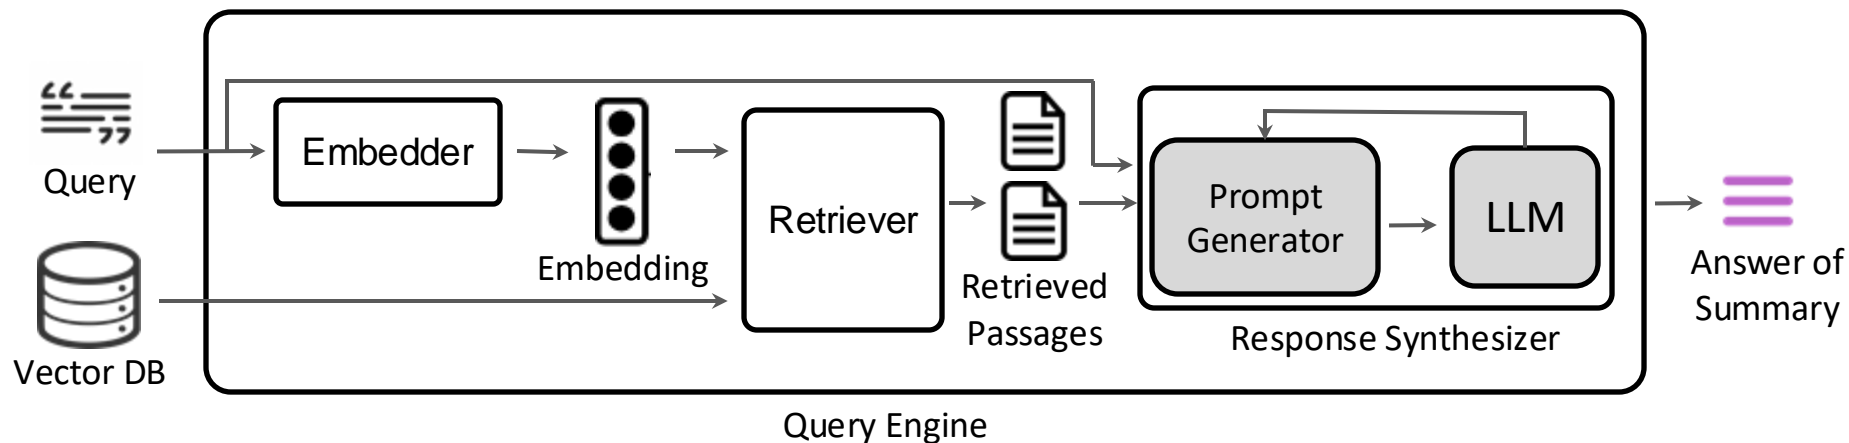 Query
Vector DB
Embedder
Embedding
Retriever
Retrieved
Passages
Prompt
Generator
LLM
Response Synthesizer
Answer of
Summary
Query Engine